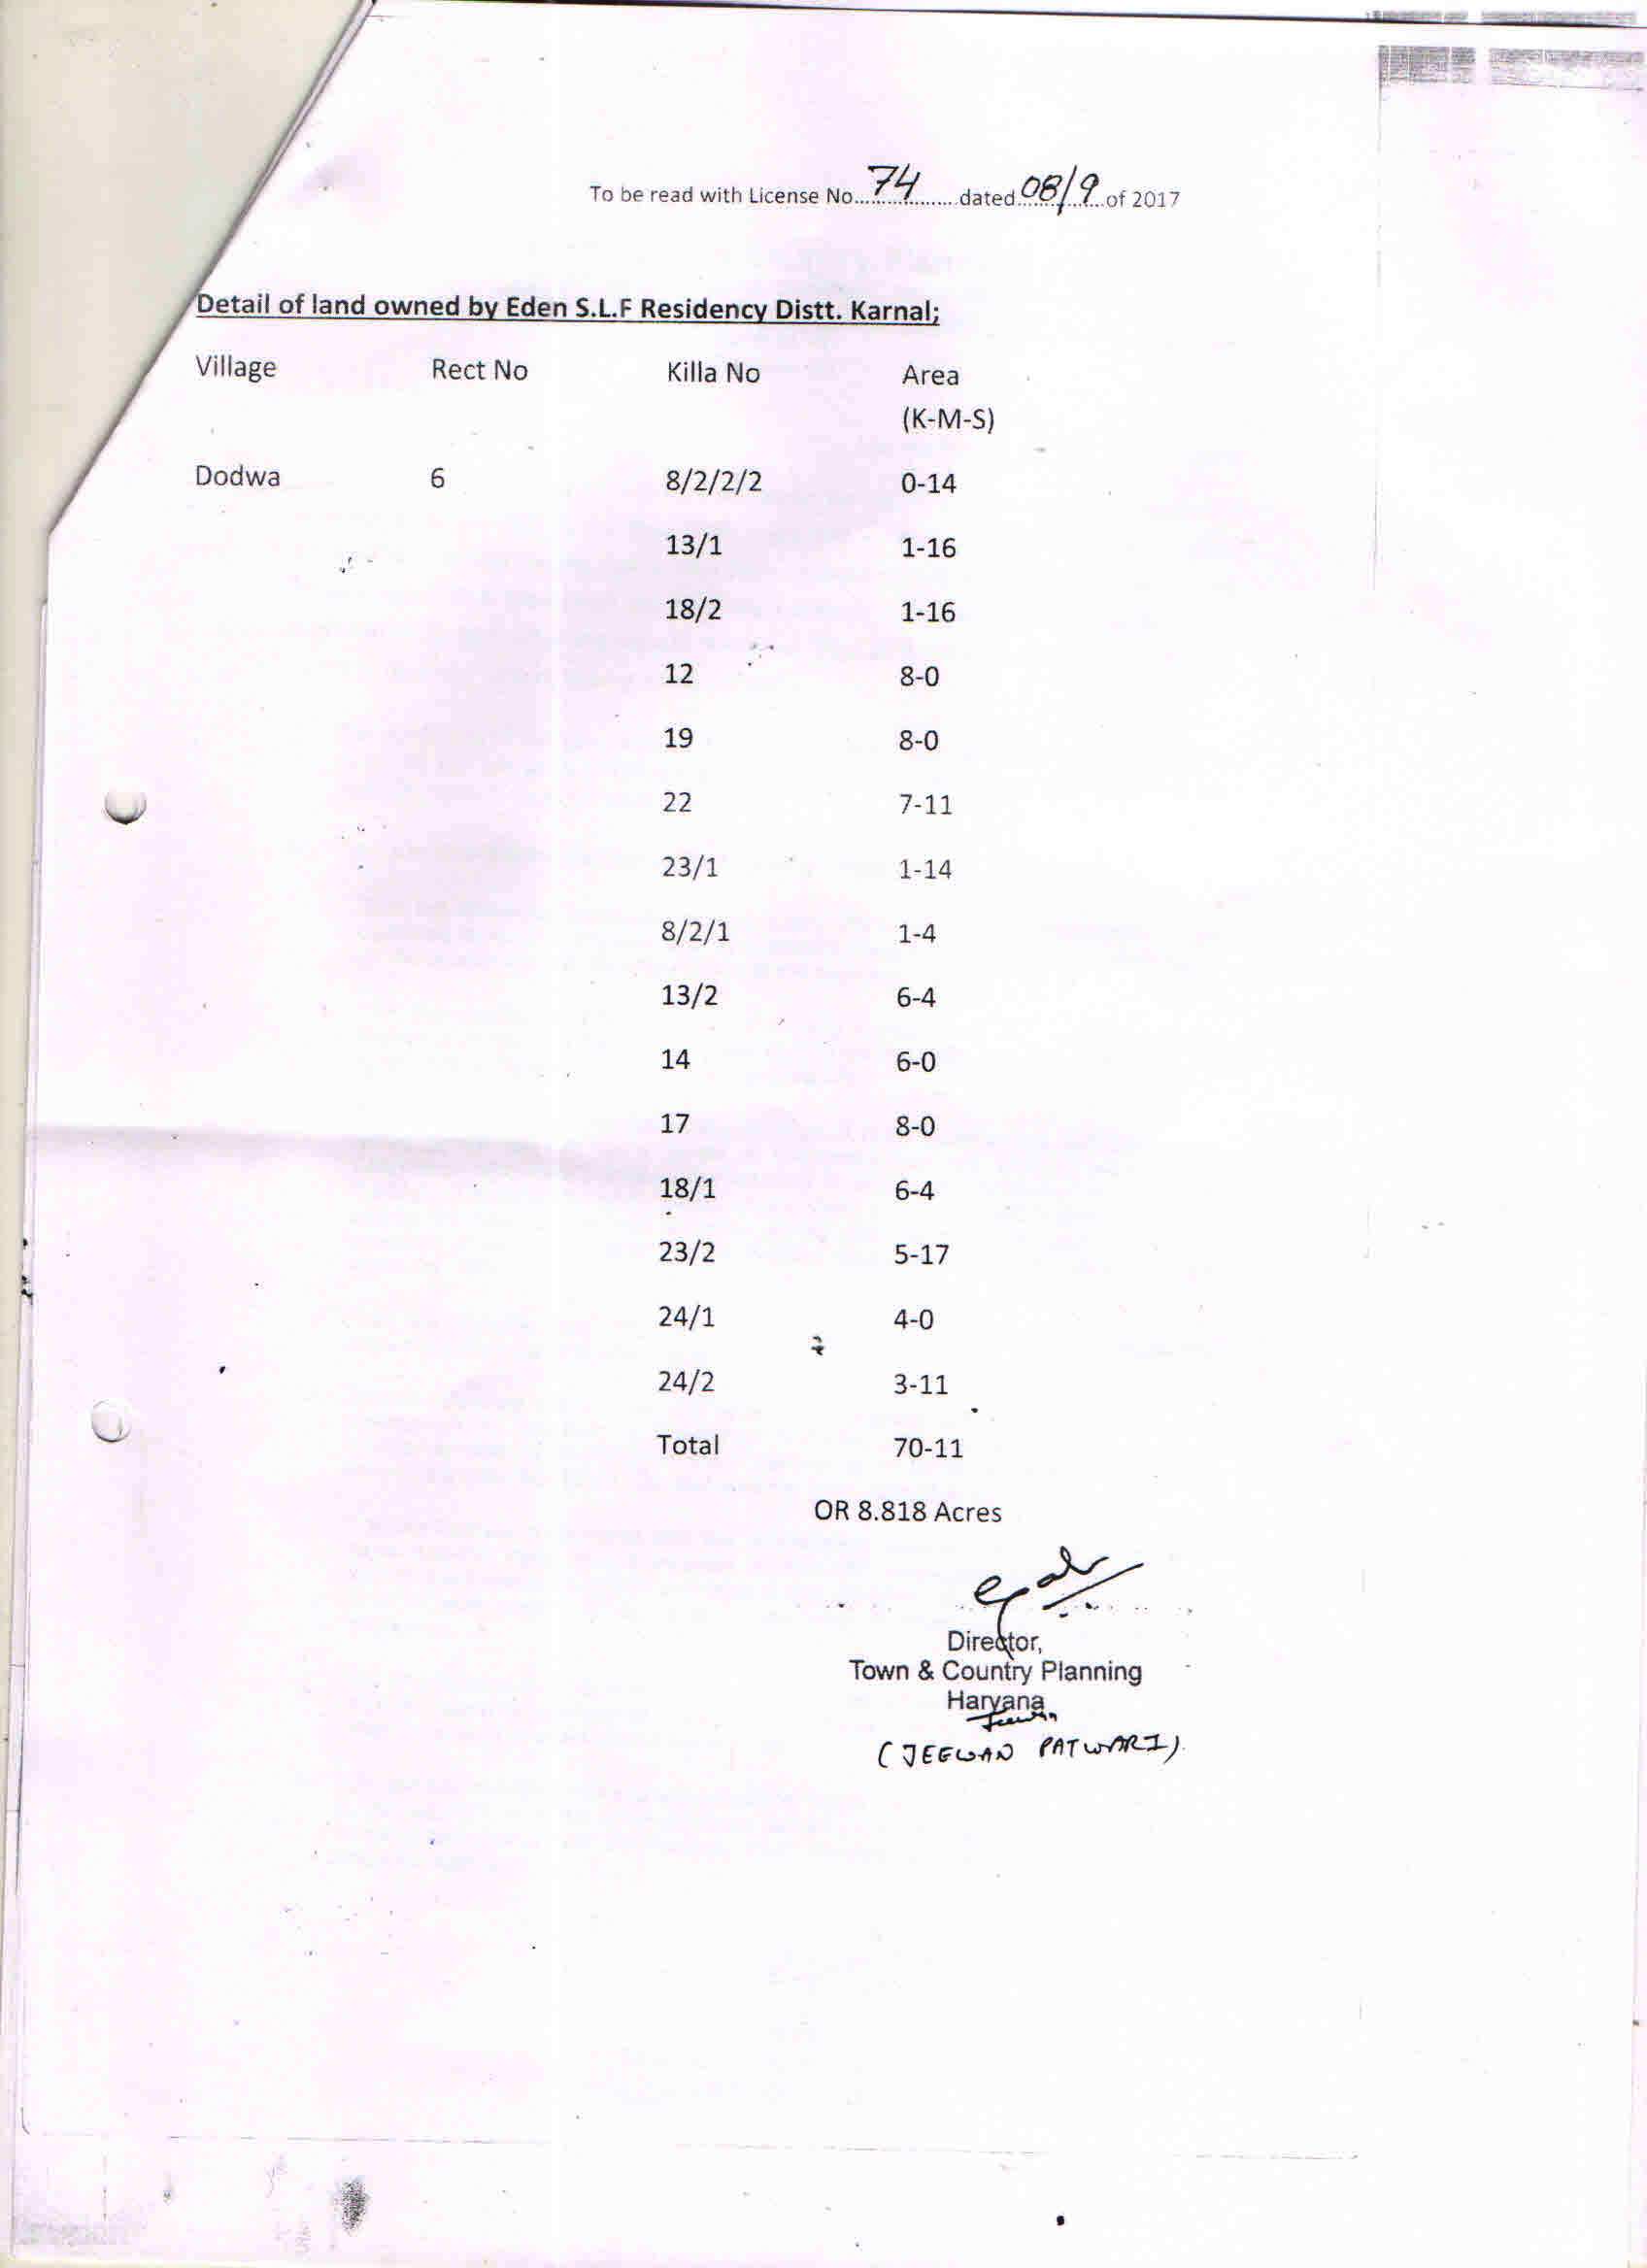 To be read with License No....74....dated....08/9....of 2017
Detail of land owned by Eden S.L.F Residency Distt. Karnal;
Village Rect No Killa No Area
(K-M-S)
Dodwa 6 8/2/2/2 0-14
13/1 1-16
18/2 1-16
12 8-0
19 8-0
22 7-11
23/1 1-14
8/2/1 1-4
13/2 6-4
14 6-0
17 8-0
18/1 6-4
23/2 5-17
24/1 4-0
24/2 3-11
Total 70-11
OR 8.818 Acres
Director,
Town & Country Planning
Haryana
(JEEWAN PATWARI).